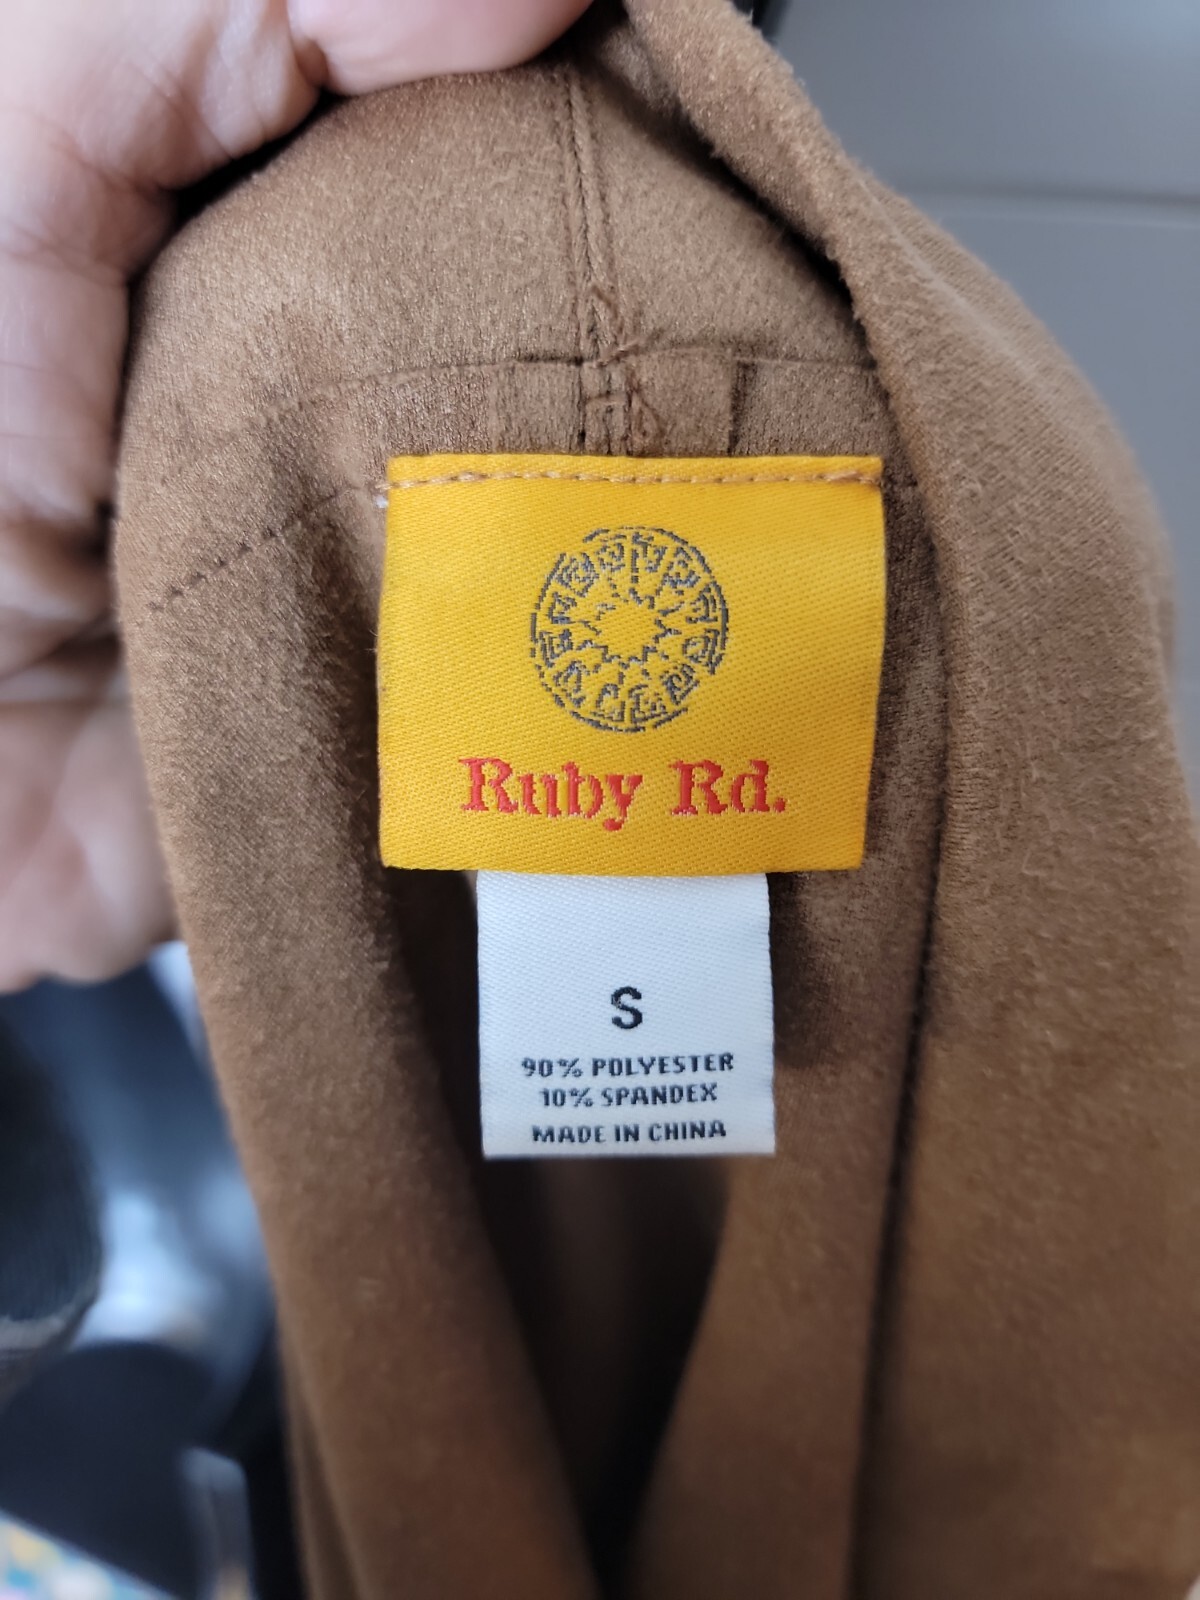 Ruby Rd.
S
90% POLYESTER
10% SPANDEX
MADE IN CHINA